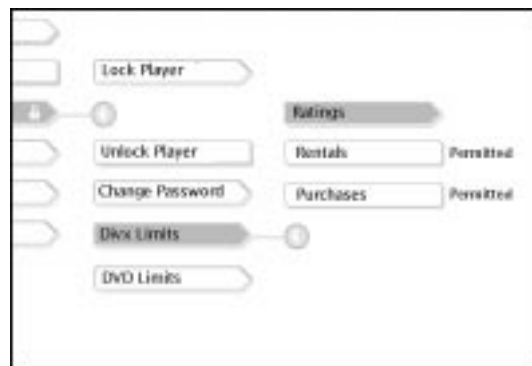 Lock Player
Ratings
Unlock Player
Rentals
Permitted
Change Password
Purchases
Permitted
Divx Limits
DVD Limits